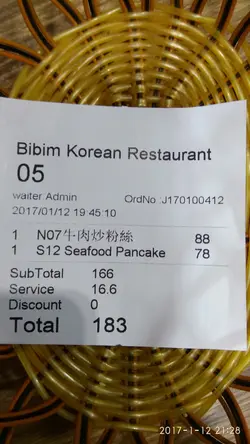 Bibim Korean Restaurant
05
waiter Admin OrdNo :J170100412
2017/01/12 19:45:10
1 N07牛肉炒粉絲 88
1 S12 Seafood Pancake 78
SubTotal 166
Service 16.6
Discount 0
Total 183
2017-1-12 21:28